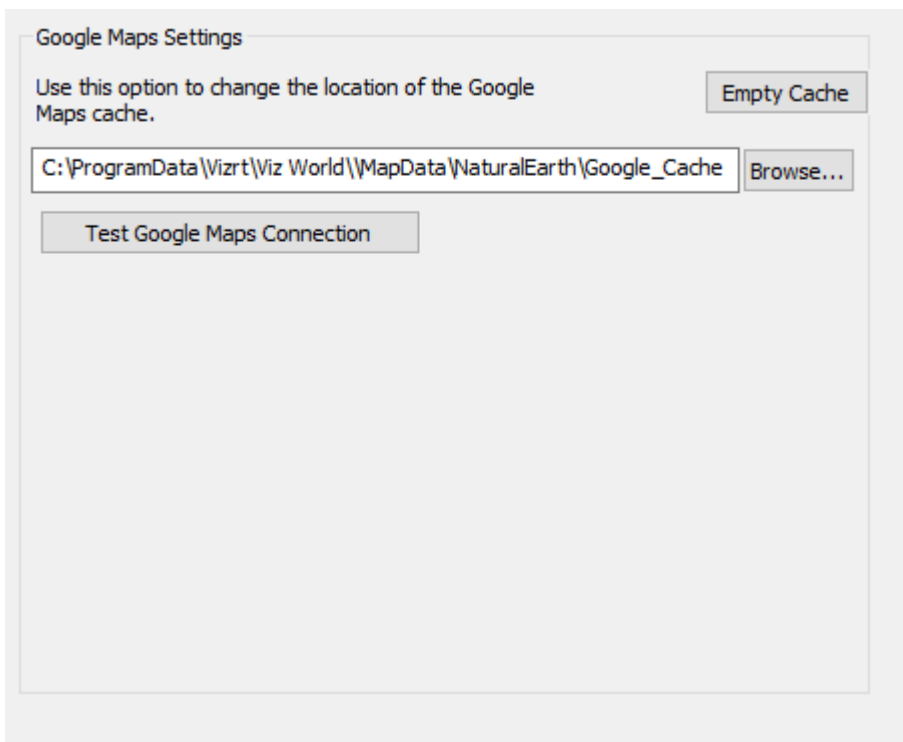 Google Maps Settings
Use this option to change the location of the Google
Maps cache.
Empty Cache
C:\ProgramData\Vizrt\Viz World\\MapData\NaturalEarth\Google_Cache
Browse...
Test Google Maps Connection